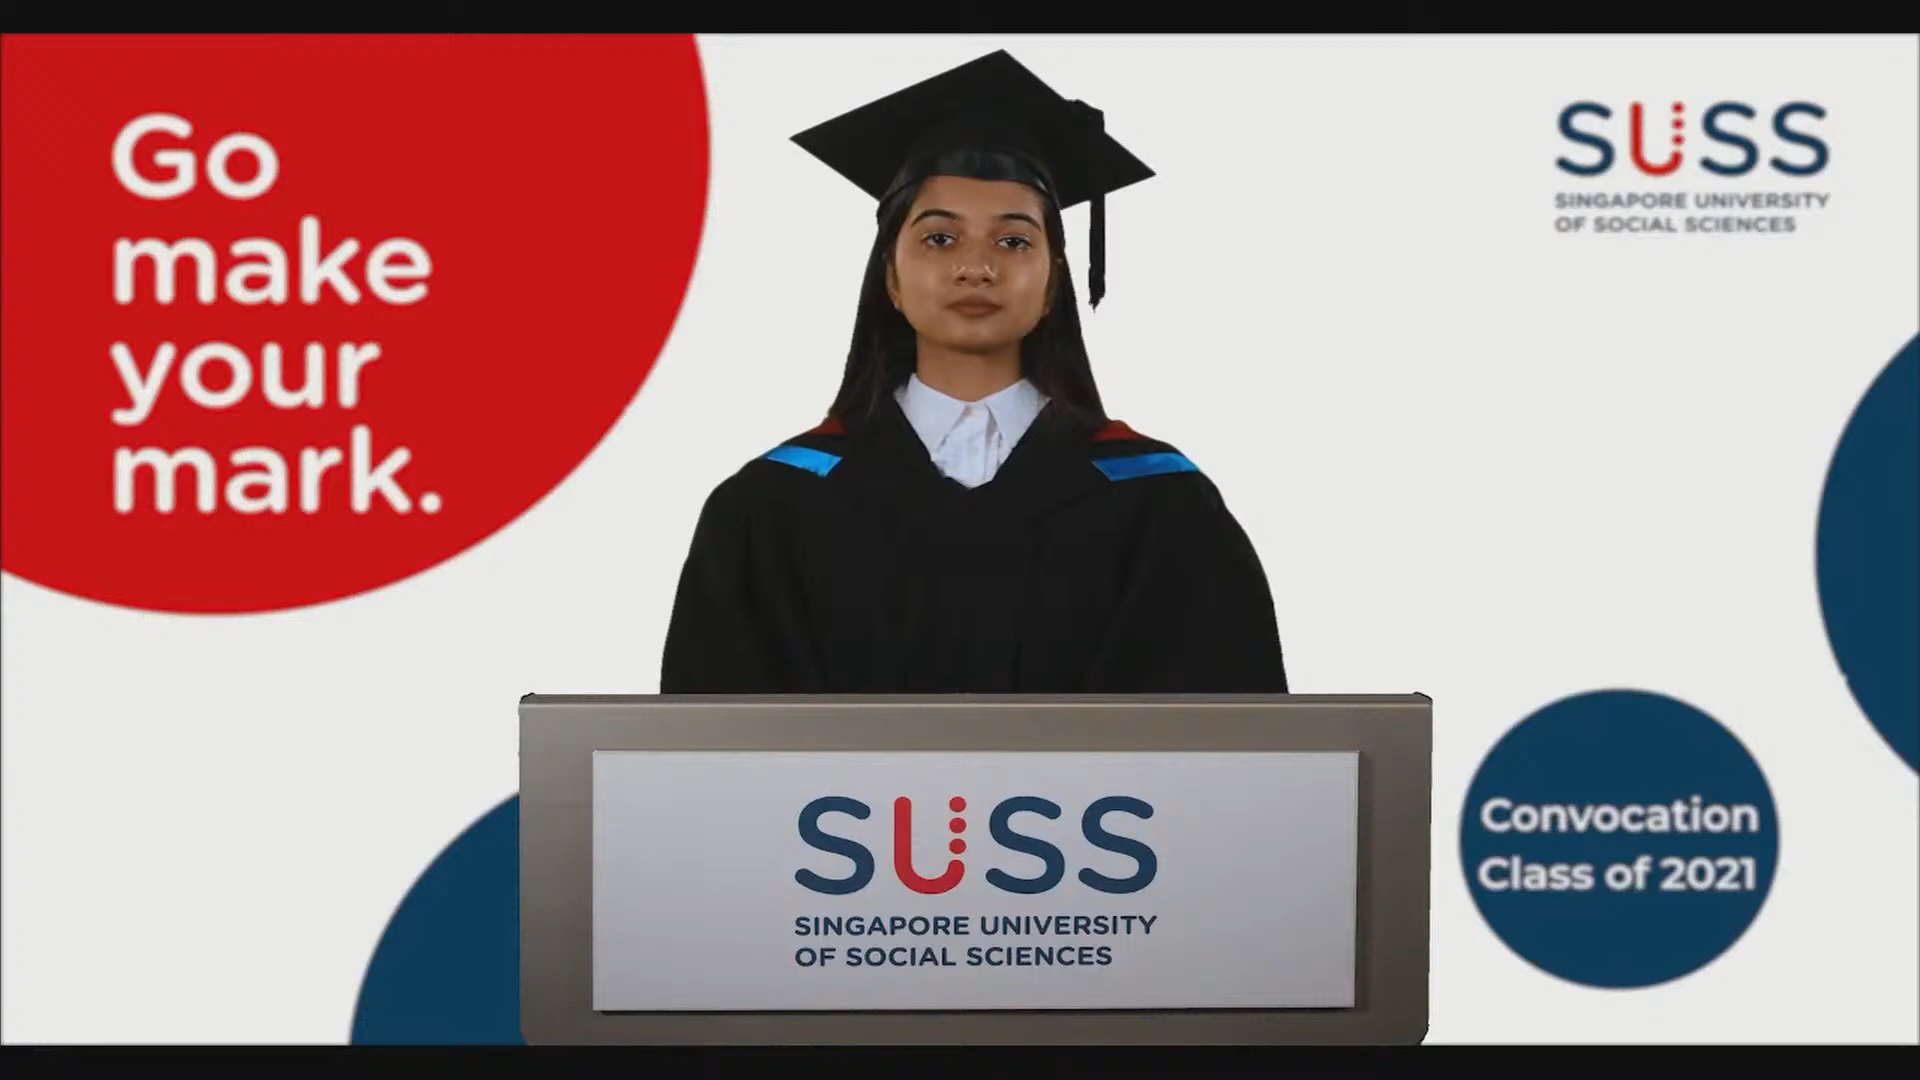 Go
make
your
mark.
SUSS
SINGAPORE UNIVERSITY
OF SOCIAL SCIENCES
SUSS
SINGAPORE UNIVERSITY
OF SOCIAL SCIENCES
Convocation
Class of 2021